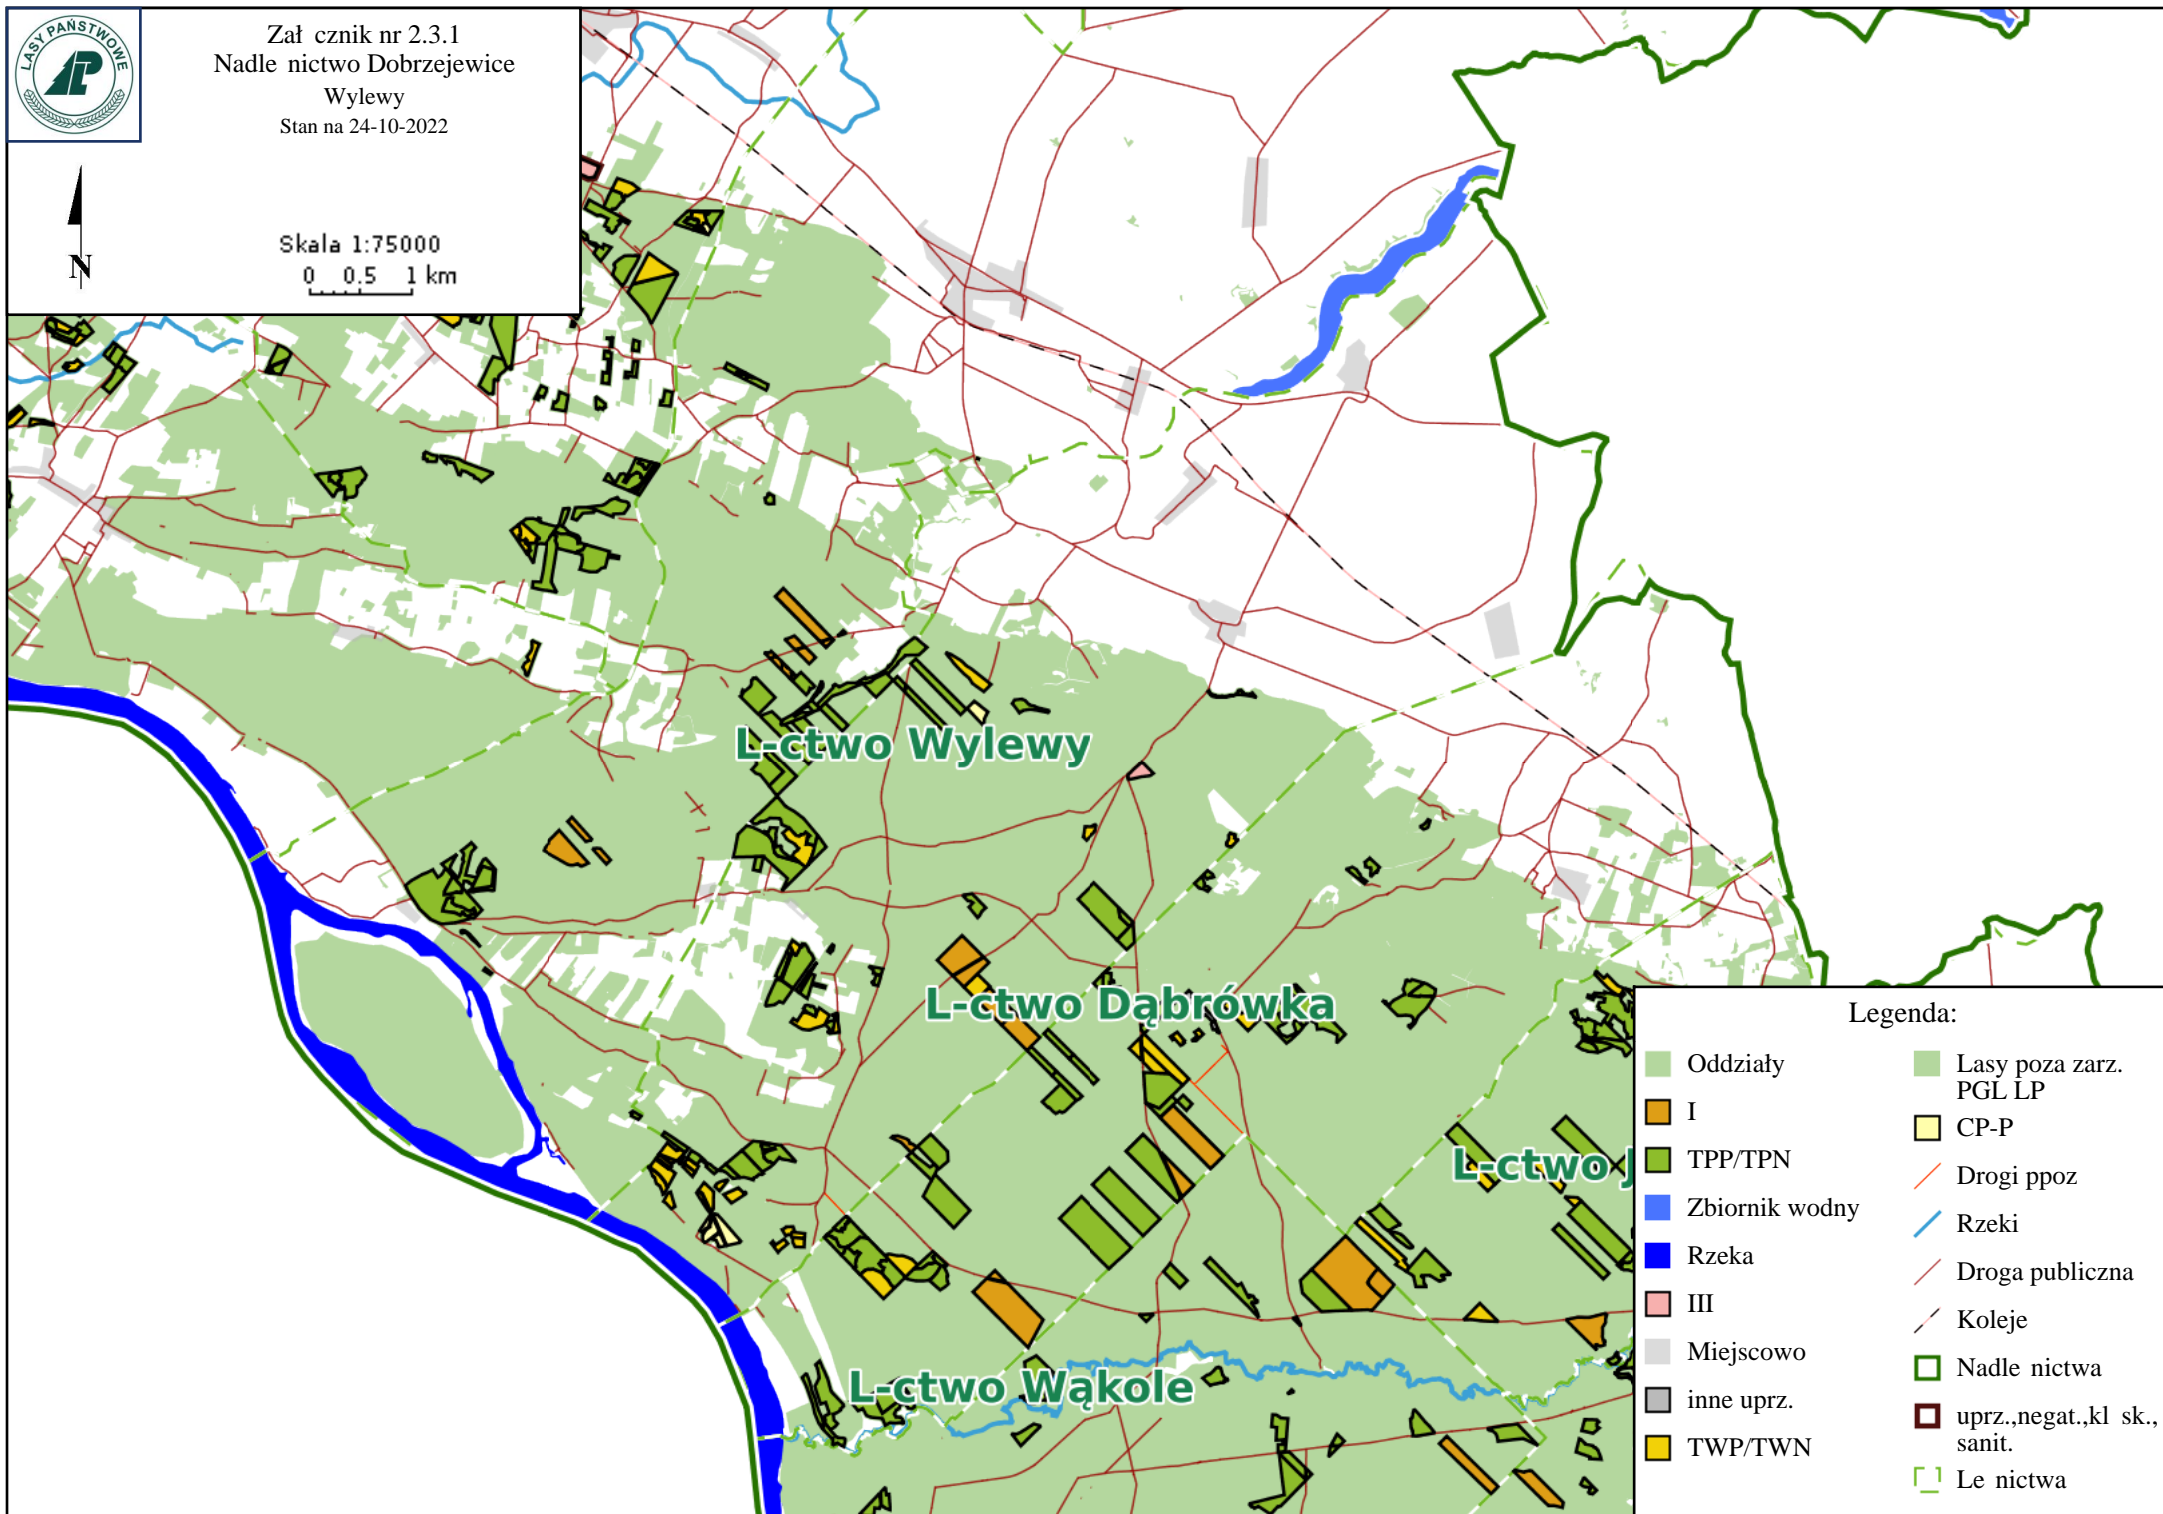 LASY PAŃSTWOWE
LP
Zał cznik nr 2.3.1
Nadle nictwo Dobrzejewice
Wylewy
Stan na 24-10-2022
N
Skala 1:75000
0 0.5 1 km
L-ctwo Wylewy
L-ctwo Dąbrówka
L-ctwo J
L-ctwo Wąkole
Legenda:
Oddziały
I
TPP/TPN
Zbiornik wodny
Rzeka
III
Miejscowo
inne uprz.
TWP/TWN
Lasy poza zarz.
PGL LP
CP-P
Drogi ppoz
Rzeki
Droga publiczna
Koleje
Nadle nictwa
uprz.,negat.,kl sk.,
sanit.
Le nictwa